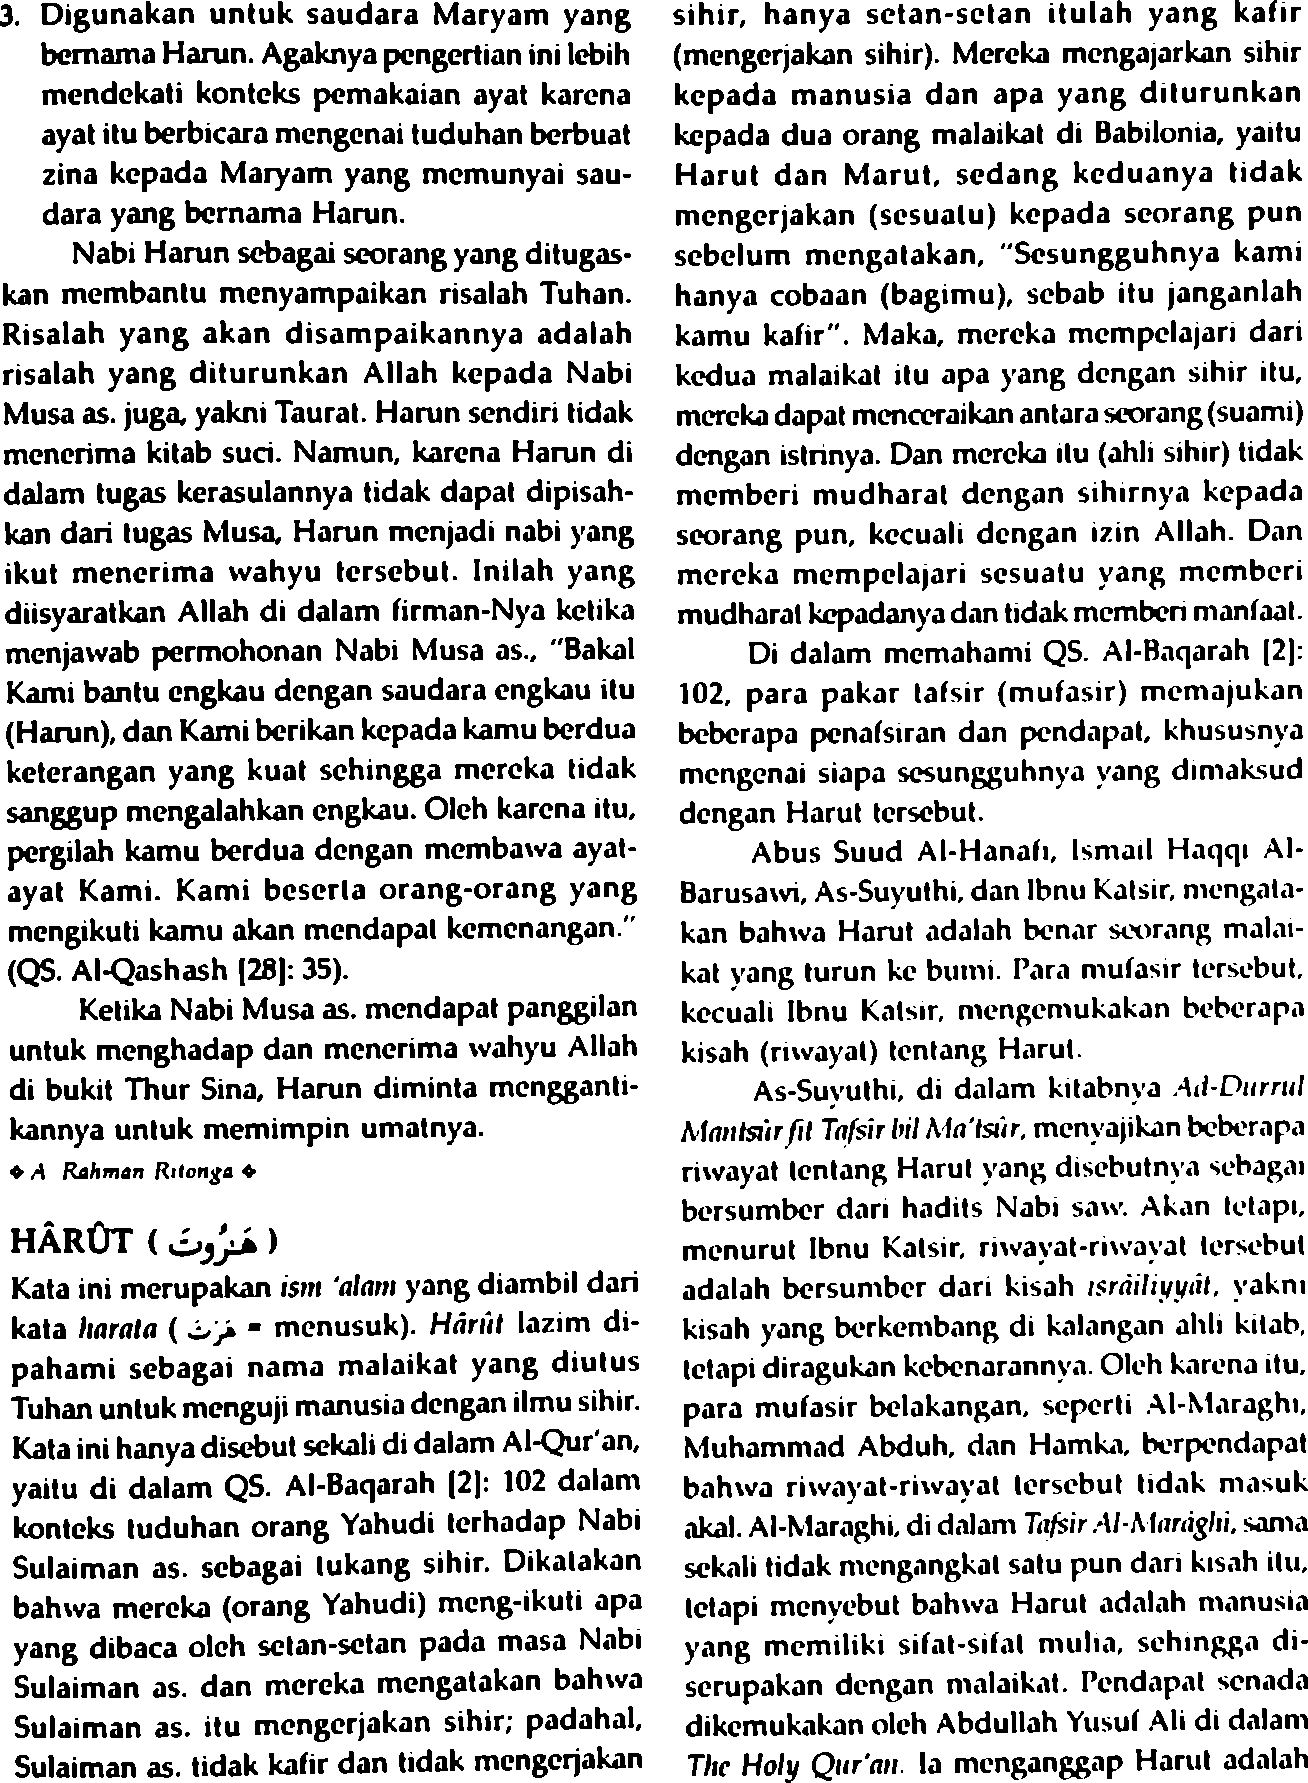 3. Digunakan untuk saudara Maryam yang
bernama Harun. Agaknya pengertian ini lebih
mendekati konteks pemakaian ayat karena
ayat itu berbicara mengenai tuduhan berbuat
zina kepada Maryam yang memunyai sau-
dara yang bernama Harun.
Nabi Harun sebagai seorang yang ditugas-
kan membantu menyampaikan risalah Tuhan.
Risalah yang akan disampaikannya adalah
risalah yang diturunkan Allah kepada Nabi
Musa as. juga, yakni Taurat. Harun sendiri tidak
menerima kitab suci. Namun, karena Harun di
dalam tugas kerasulannya tidak dapat dipisah-
kan dari tugas Musa, Harun menjadi nabi yang
ikut menerima wahyu tersebut. Inilah yang
diisyaratkan Allah di dalam firman-Nya ketika
menjawab permohonan Nabi Musa as., "Bakal
Kami bantu engkau dengan saudara engkau itu
(Harun), dan Kami berikan kepada kamu berdua
keterangan yang kuat sehingga mereka tidak
sanggup mengalahkan engkau. Oleh karena itu,
pergilah kamu berdua dengan membawa ayat-
ayat Kami. Kami beserta orang-orang yang
mengikuti kamu akan mendapat kemenangan."
(QS. Al-Qashash [28]: 35).
Ketika Nabi Musa as. mendapat panggilan
untuk menghadap dan menerima wahyu Allah
di bukit Thur Sina, Harun diminta mengganti-
kannya untuk memimpin umatnya.
❖ A Rahman Ritonga ❖
HÂRÛT ( هَـٰرُوتَ )
Kata ini merupakan ism 'alam yang diambil dari
kata harata ( هَرَتَ = menusuk). Hârût lazim di-
pahami sebagai nama malaikat yang diutus
Tuhan untuk menguji manusia dengan ilmu sihir.
Kata ini hanya disebut sekali di dalam Al-Qur'an,
yaitu di dalam QS. Al-Baqarah [2]: 102 dalam
konteks tuduhan orang Yahudi terhadap Nabi
Sulaiman as. sebagai tukang sihir. Dikatakan
bahwa mereka (orang Yahudi) meng-ikuti apa
yang dibaca oleh setan-setan pada masa Nabi
Sulaiman as. dan mereka mengatakan bahwa
Sulaiman as. itu mengerjakan sihir; padahal,
Sulaiman as. tidak kafir dan tidak mengerjakan
sihir, hanya setan-setan itulah yang kafir
(mengerjakan sihir). Mereka mengajarkan sihir
kepada manusia dan apa yang diturunkan
kepada dua orang malaikat di Babilonia, yaitu
Harut dan Marut, sedang keduanya tidak
mengerjakan (sesuatu) kepada seorang pun
sebelum mengatakan, "Sesungguhnya kami
hanya cobaan (bagimu), sebab itu janganlah
kamu kafir". Maka, mereka mempelajari dari
kedua malaikat itu apa yang dengan sihir itu,
mereka dapat menceraikan antara seorang (suami)
dengan istrinya. Dan mereka itu (ahli sihir) tidak
memberi mudharat dengan sihirnya kepada
seorang pun, kecuali dengan izin Allah. Dan
mereka mempelajari sesuatu yang memberi
mudharat kepadanya dan tidak memberi manfaat.
Di dalam memahami QS. Al-Baqarah [2]:
102, para pakar tafsir (mufasir) memajukan
beberapa penafsiran dan pendapat, khususnya
mengenai siapa sesungguhnya yang dimaksud
dengan Harut tersebut.
Abus Suud Al-Hanafi, Ismail Haqqi Al-
Barusawi, As-Suyuthi, dan Ibnu Katsir, mengata-
kan bahwa Harut adalah benar seorang malai-
kat yang turun ke bumi. Para mufasir tersebut,
kecuali Ibnu Katsir, mengemukakan beberapa
kisah (riwayat) tentang Harut.
As-Suyuthi, di dalam kitabnya Ad-Durrul
Mantsûr fit Tafsîr bil Ma'tsûr, menyajikan beberapa
riwayat tentang Harut yang disebutnya sebagai
bersumber dari hadits Nabi saw. Akan tetapi,
menurut Ibnu Katsir, riwayat-riwayat tersebut
adalah bersumber dari kisah isrâiliyyât, yakni
kisah yang berkembang di kalangan ahli kitab,
tetapi diragukan kebenarannya. Oleh karena itu,
para mufasir belakangan, seperti Al-Maraghi,
Muhammad Abduh, dan Hamka, berpendapat
bahwa riwayat-riwayat tersebut tidak masuk
akal. Al-Maraghi, di dalam Tafsir Al-Marâghi, sama
sekali tidak mengangkat satu pun dari kisah itu,
tetapi menyebut bahwa Harut adalah manusia
yang memiliki sifat-sifat mulia, sehingga di-
serupakan dengan malaikat. Pendapat senada
dikemukakan oleh Abdullah Yusuf Ali di dalam
The Holy Qur'an. Ia menganggap Harut adalah